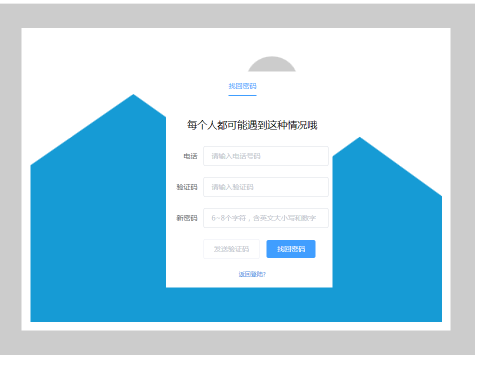 找回密码
每个人都可能遇到这种情况哦
电话 请输入电话号码
验证码 请输入验证码
新密码 6~8个字符，含英文大小写和数字
发送验证码 找回密码
返回登陆?